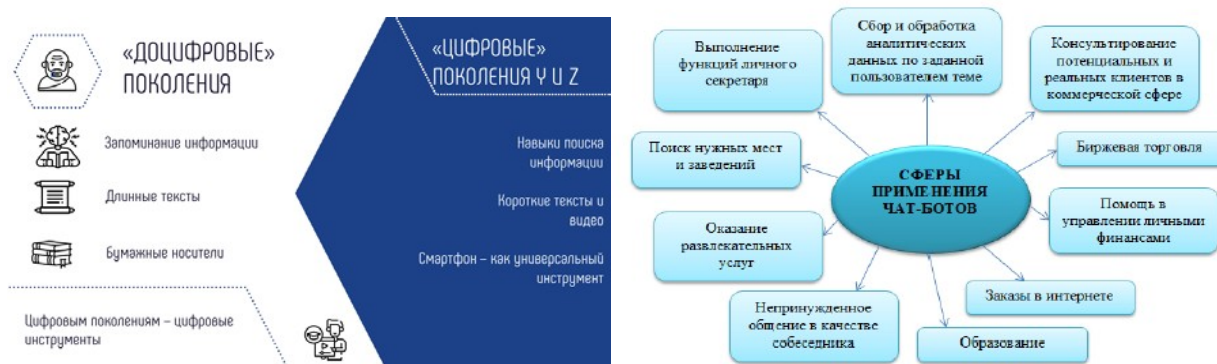 «ДОЦИФРОВЫЕ»
ПОКОЛЕНИЯ
Запоминание информации
Длинные тексты
Бумажные носители
Цифровым поколениям – цифровые
инструменты
«ЦИФРОВЫЕ»
ПОКОЛЕНИЯ Y И Z
Навыки поиска
информации
Короткие тексты и
видео
Смартфон – как универсальный
инструмент
Выполнение
функций личного
секретаря
Сбор и обработка
аналитических
данных по заданной
пользователем теме
Консультирование
потенциальных и
реальных клиентов в
коммерческой сфере
Поиск нужных мест
и заведений
СФЕРЫ
ПРИМЕНЕНИЯ
ЧАТ-БОТОВ
Биржевая торговля
Оказание
развлекательных
услуг
Помощь в
управлении личными
финансами
Непринужденное
общение в качестве
собеседника
Заказы в интернете
Образование